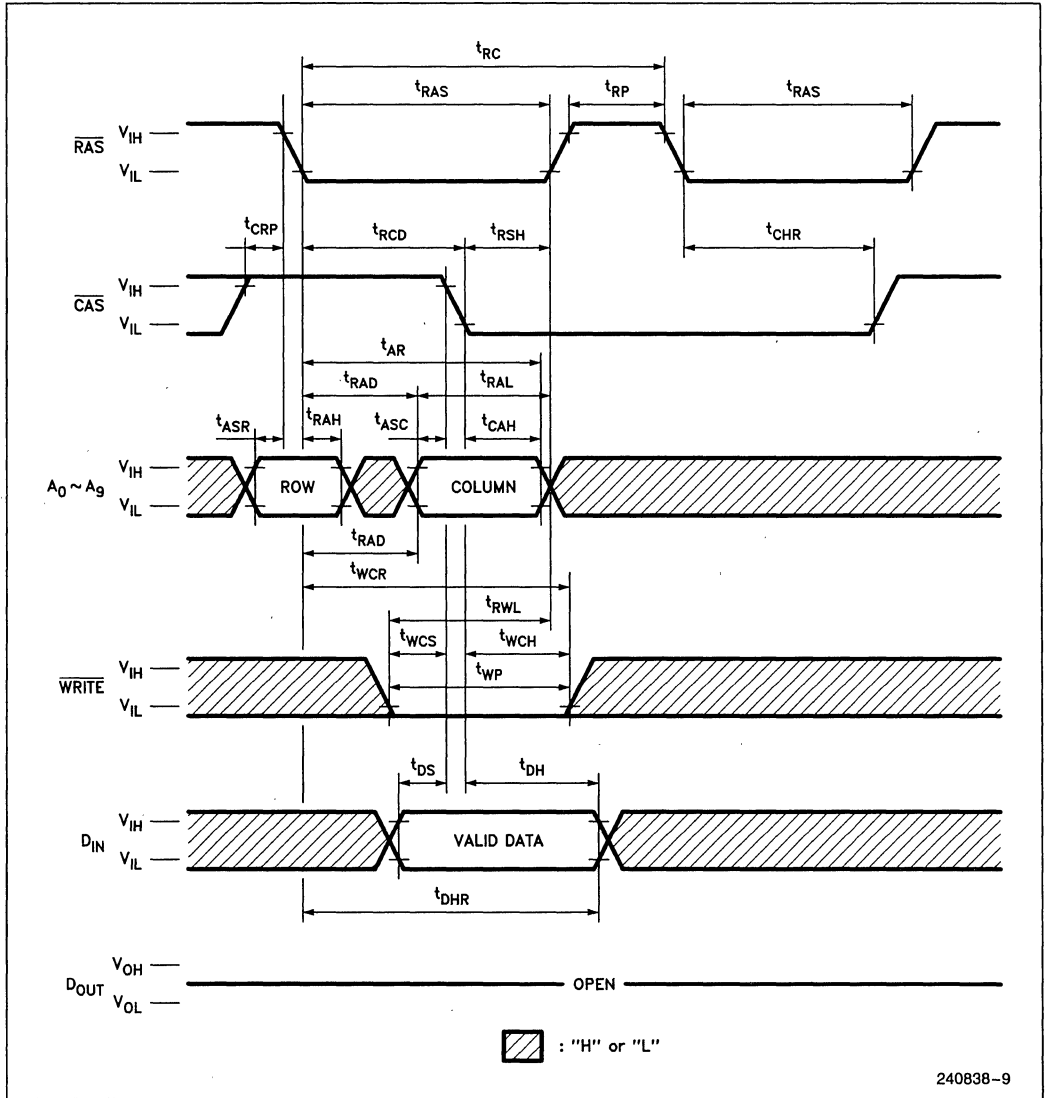 tRC
tRAS tRP tRAS
RAS VIH
VIL
tCRP tRCD tRSH tCHR
CAS VIH
VIL
tAR
tRAD tRAL
tASR tRAH tASC tCAH
A0 ~ A9 VIH
VIL
ROW COLUMN
tRAD
tWCR
tRWL
tWCS tWCH
tWP
WRITE VIH
VIL
tDS tDH
DIN VIH
VIL
VALID DATA
tDHR
DOUT VOH
VOL
OPEN
: "H" or "L"
240838-9